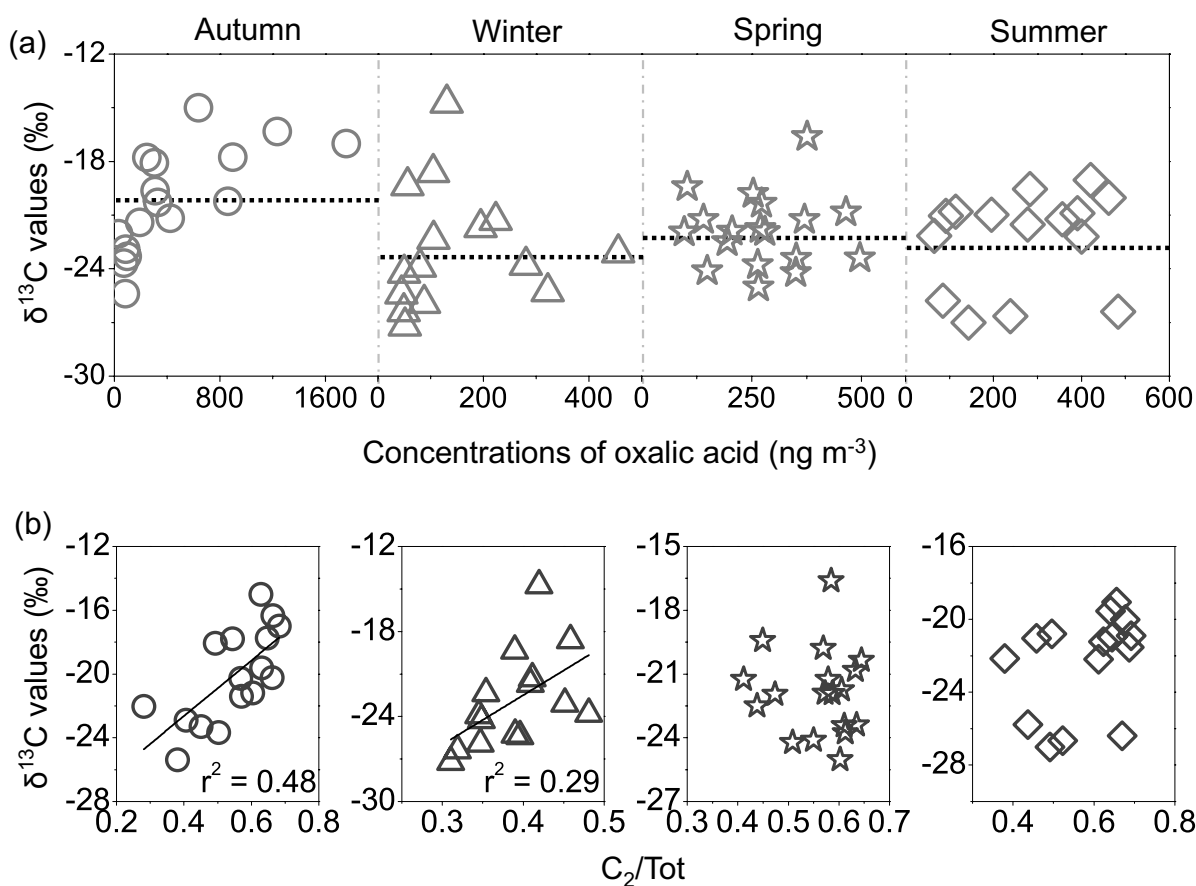 Autumn Winter Spring Summer
(a)
-12
-18
-24
-30
δ¹³C values (‰)
0 800 1600 0 200 400 0 250 500 0 200 400 600
Concentrations of oxalic acid (ng m⁻³)
(b)
δ¹³C values (‰)
-12
-16
-20
-24
-28
r² = 0.48
0.2 0.4 0.6 0.8
-12
-18
-24
-30
r² = 0.29
0.3 0.4 0.5
-15
-18
-21
-24
-27
0.3 0.4 0.5 0.6 0.7
-16
-20
-24
-28
0.4 0.6 0.8
C₂/Tot